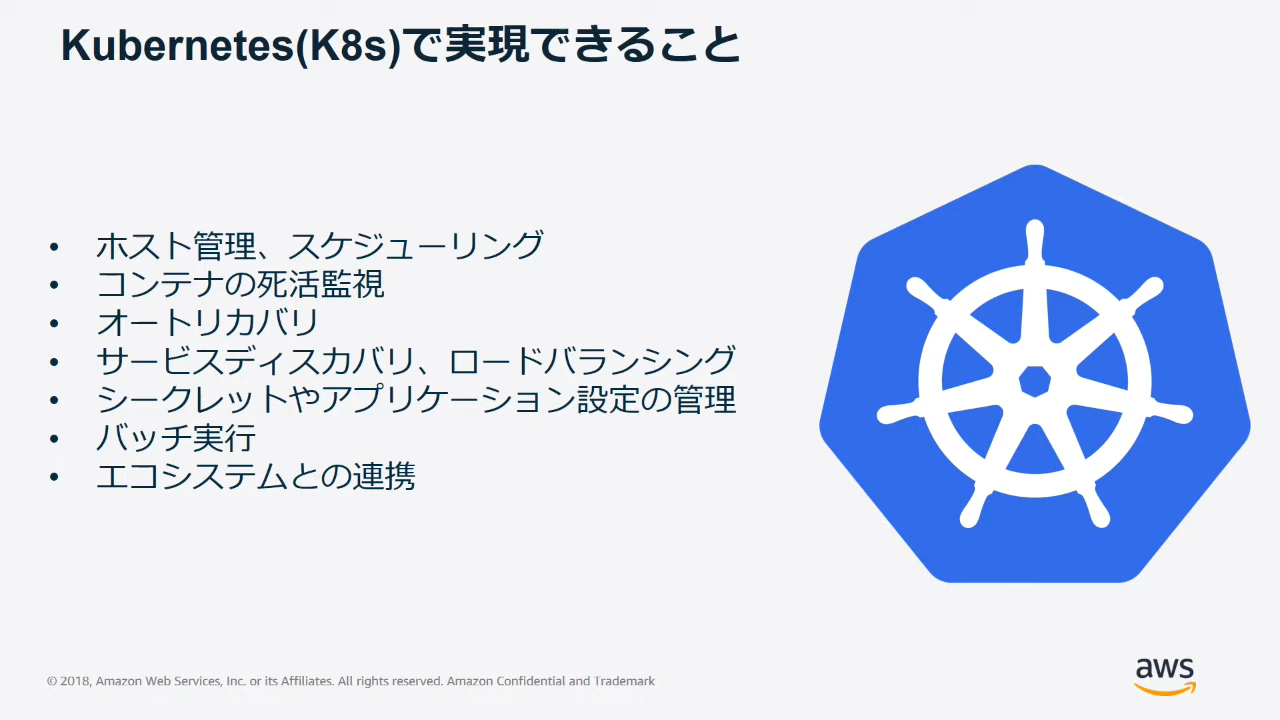 Kubernetes(K8s)で実現できること
• ホスト管理、スケジューリング
• コンテナの死活監視
• オートリカバリ
• サービスディスカバリ、ロードバランシング
• シークレットやアプリケーション設定の管理
• バッチ実行
• エコシステムとの連携
© 2018, Amazon Web Services, Inc. or its Affiliates. All rights reserved. Amazon Confidential and Trademark
aws